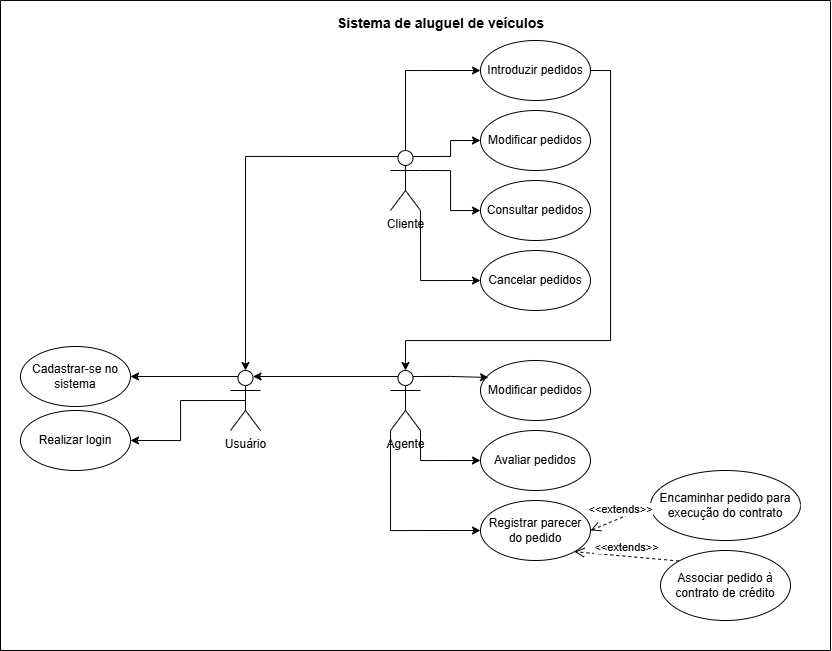 Sistema de aluguel de veículos
Introduzir pedidos
Modificar pedidos
Consultar pedidos
Cliente
Cancelar pedidos
Cadastrar-se no
sistema
Realizar login
Usuário
Agente
Modificar pedidos
Avaliar pedidos
Registrar parecer
do pedido
<<extends>>
Encaminhar pedido para
execução do contrato
<<extends>>
Associar pedido à
contrato de crédito